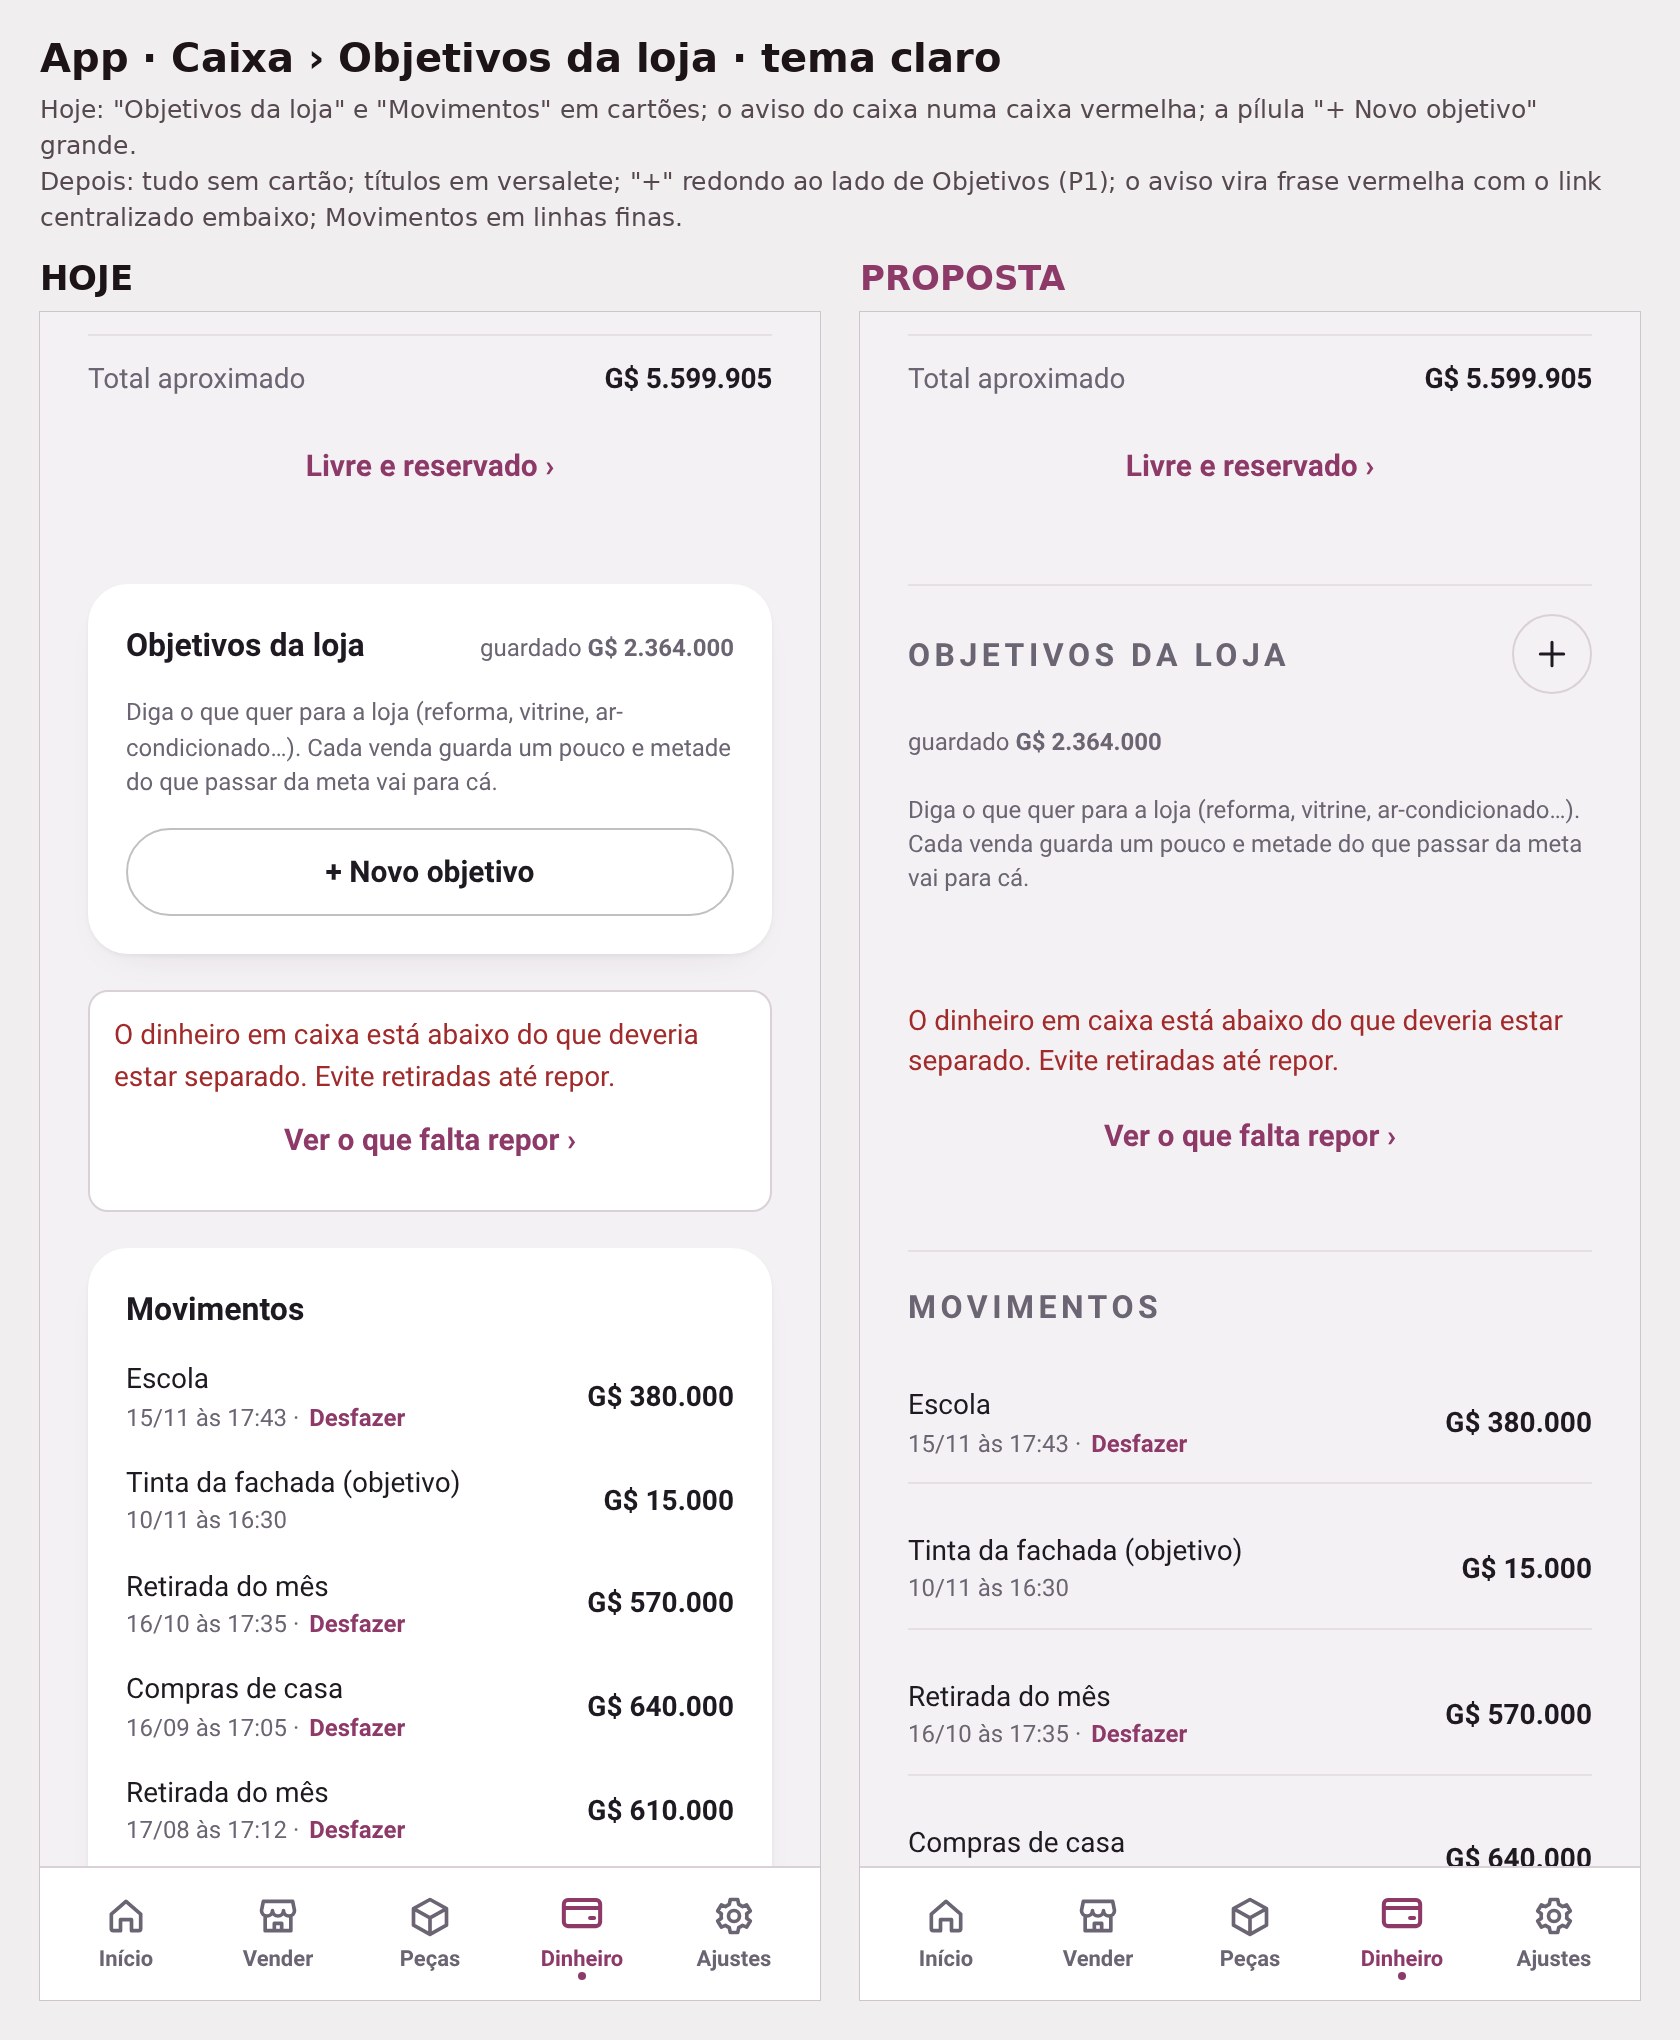 App · Caixa › Objetivos da loja · tema claro
Hoje: "Objetivos da loja" e "Movimentos" em cartões; o aviso do caixa numa caixa vermelha; a pílula "+ Novo objetivo"
grande.
Depois: tudo sem cartão; títulos em versalete; "+" redondo ao lado de Objetivos (P1); o aviso vira frase vermelha com o link
centralizado embaixo; Movimentos em linhas finas.
HOJE
Total aproximado G$ 5.599.905
Livre e reservado ›
Objetivos da loja guardado G$ 2.364.000
Diga o que quer para a loja (reforma, vitrine, ar-
condicionado…). Cada venda guarda um pouco e metade
do que passar da meta vai para cá.
+ Novo objetivo
O dinheiro em caixa está abaixo do que deveria
estar separado. Evite retiradas até repor.
Ver o que falta repor ›
Movimentos
Escola
15/11 às 17:43 · Desfazer
G$ 380.000
Tinta da fachada (objetivo)
10/11 às 16:30
G$ 15.000
Retirada do mês
16/10 às 17:35 · Desfazer
G$ 570.000
Compras de casa
16/09 às 17:05 · Desfazer
G$ 640.000
Retirada do mês
17/08 às 17:12 · Desfazer
G$ 610.000
Início Vender Peças Dinheiro Ajustes
PROPOSTA
Total aproximado G$ 5.599.905
Livre e reservado ›
OBJETIVOS DA LOJA +
guardado G$ 2.364.000
Diga o que quer para a loja (reforma, vitrine, ar-condicionado…).
Cada venda guarda um pouco e metade do que passar da meta
vai para cá.
O dinheiro em caixa está abaixo do que deveria estar
separado. Evite retiradas até repor.
Ver o que falta repor ›
MOVIMENTOS
Escola
15/11 às 17:43 · Desfazer
G$ 380.000
Tinta da fachada (objetivo)
10/11 às 16:30
G$ 15.000
Retirada do mês
16/10 às 17:35 · Desfazer
G$ 570.000
Compras de casa
G$ 640.000
Início Vender Peças Dinheiro Ajustes